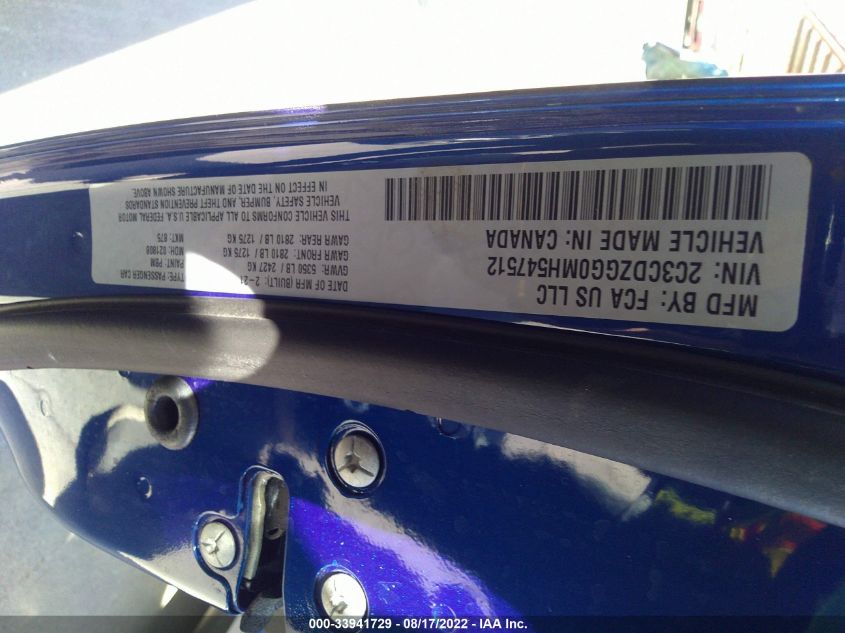 MFD BY: FCA US LLC
VIN: 2C3CDZGG0MH547512
VEHICLE MADE IN: CANADA
DATE OF MFR (BUILT): 2-21
GVWR: 5350 LB / 2427 KG
GAWR FRONT: 2810 LB / 1275 KG
GAWR REAR: 2810 LB / 1275 KG
TYPE: PASSENGER CAR
PAINT: PBM
MDH: 021809
MKT: 875
THIS VEHICLE CONFORMS TO ALL APPLICABLE U.S.A. FEDERAL MOTOR
VEHICLE SAFETY, BUMPER, AND THEFT PREVENTION STANDARDS
IN EFFECT ON THE DATE OF MANUFACTURE SHOWN ABOVE.
000-33941729 - 08/17/2022 - IAA Inc.